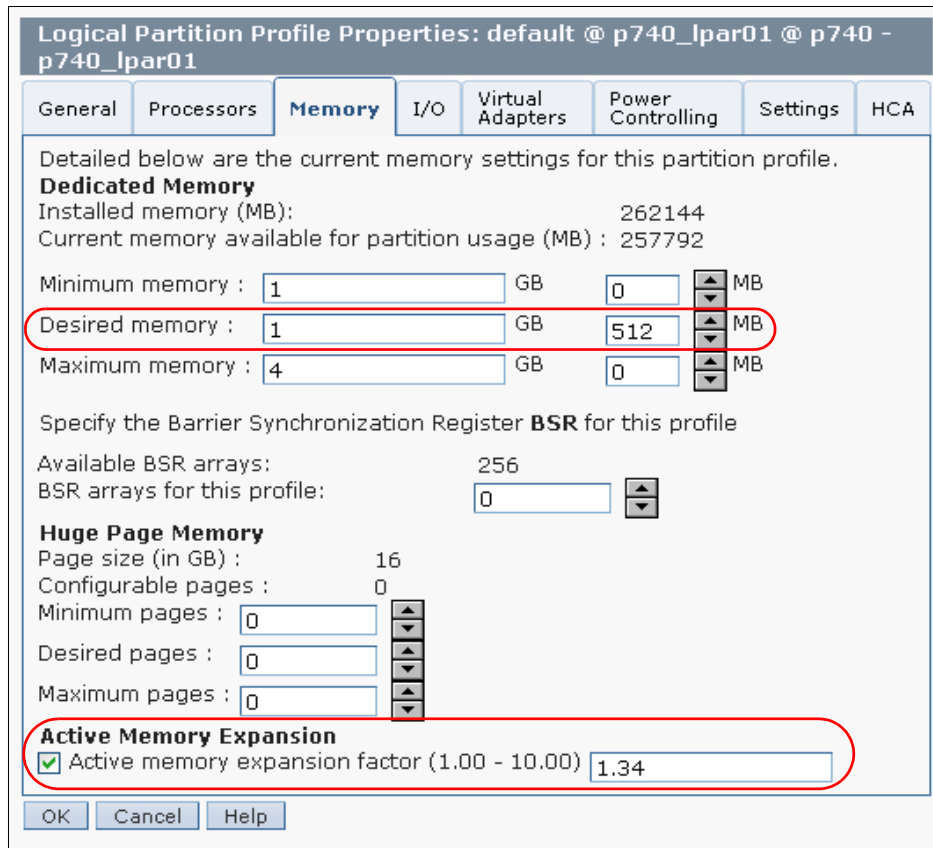 Logical Partition Profile Properties: default @ p740_lpar01 @ p740 -
p740_lpar01
General Processors Memory I/O Virtual Adapters Power Controlling Settings HCA
Detailed below are the current memory settings for this partition profile.
Dedicated Memory
Installed memory (MB): 262144
Current memory available for partition usage (MB) : 257792
Minimum memory : 1 GB 0 MB
Desired memory : 1 GB 512 MB
Maximum memory : 4 GB 0 MB
Specify the Barrier Synchronization Register BSR for this profile
Available BSR arrays: 256
BSR arrays for this profile: 0
Huge Page Memory
Page size (in GB) : 16
Configurable pages : 0
Minimum pages : 0
Desired pages : 0
Maximum pages : 0
Active Memory Expansion
Active memory expansion factor (1.00 - 10.00) 1.34
OK Cancel Help